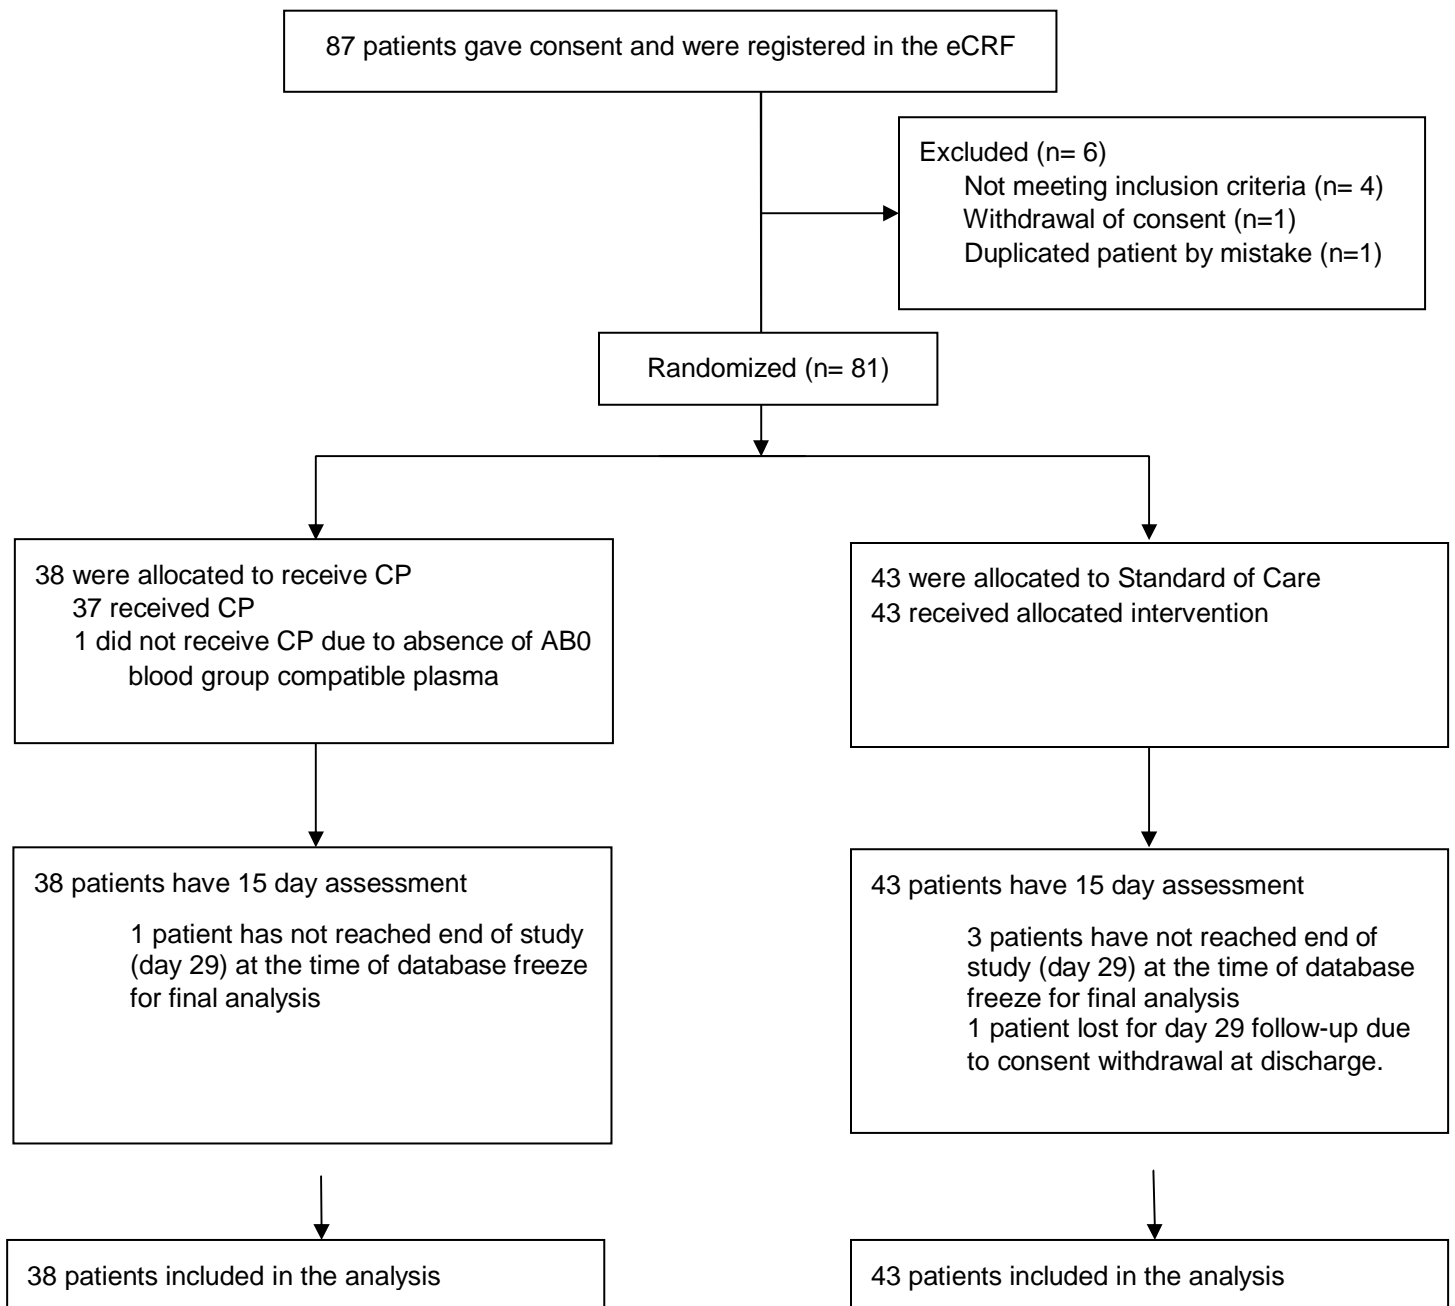 87 patients gave consent and were registered in the eCRF
Excluded (n= 6)
Not meeting inclusion criteria (n= 4)
Withdrawal of consent (n=1)
Duplicated patient by mistake (n=1)
Randomized (n= 81)
38 were allocated to receive CP
37 received CP
1 did not receive CP due to absence of AB0
blood group compatible plasma
43 were allocated to Standard of Care
43 received allocated intervention
38 patients have 15 day assessment
1 patient has not reached end of study
(day 29) at the time of database freeze
for final analysis
43 patients have 15 day assessment
3 patients have not reached end of
study (day 29) at the time of database
freeze for final analysis
1 patient lost for day 29 follow-up due
to consent withdrawal at discharge.
38 patients included in the analysis
43 patients included in the analysis